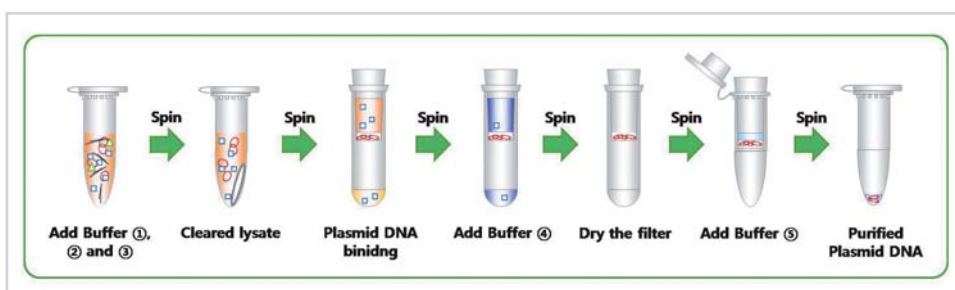 Spin
Spin
Spin
Spin
Spin
Spin
Add Buffer ①,
② and ③
Cleared lysate
Plasmid DNA
binidng
Add Buffer ④
Dry the filter
Add Buffer ⑤
Purified
Plasmid DNA